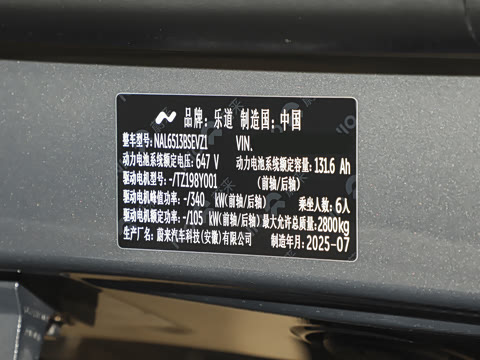 品牌：乐道 制造国：中国
整车型号：NAL6513BSEVZ1 VIN.
动力电池系统额定电压：647 V 动力电池系统额定容量：131.6 Ah
驱动电机型号：-/TZ198Y001 (前轴/后轴)
驱动电机峰值功率：-/340 kW(前轴/后轴) 乘坐人数：6人
驱动电机额定功率：-/105 kW(前轴/后轴) 最大允许总质量：2800kg
生产厂名：蔚来汽车科技(安徽)有限公司 制造年月：2025-07